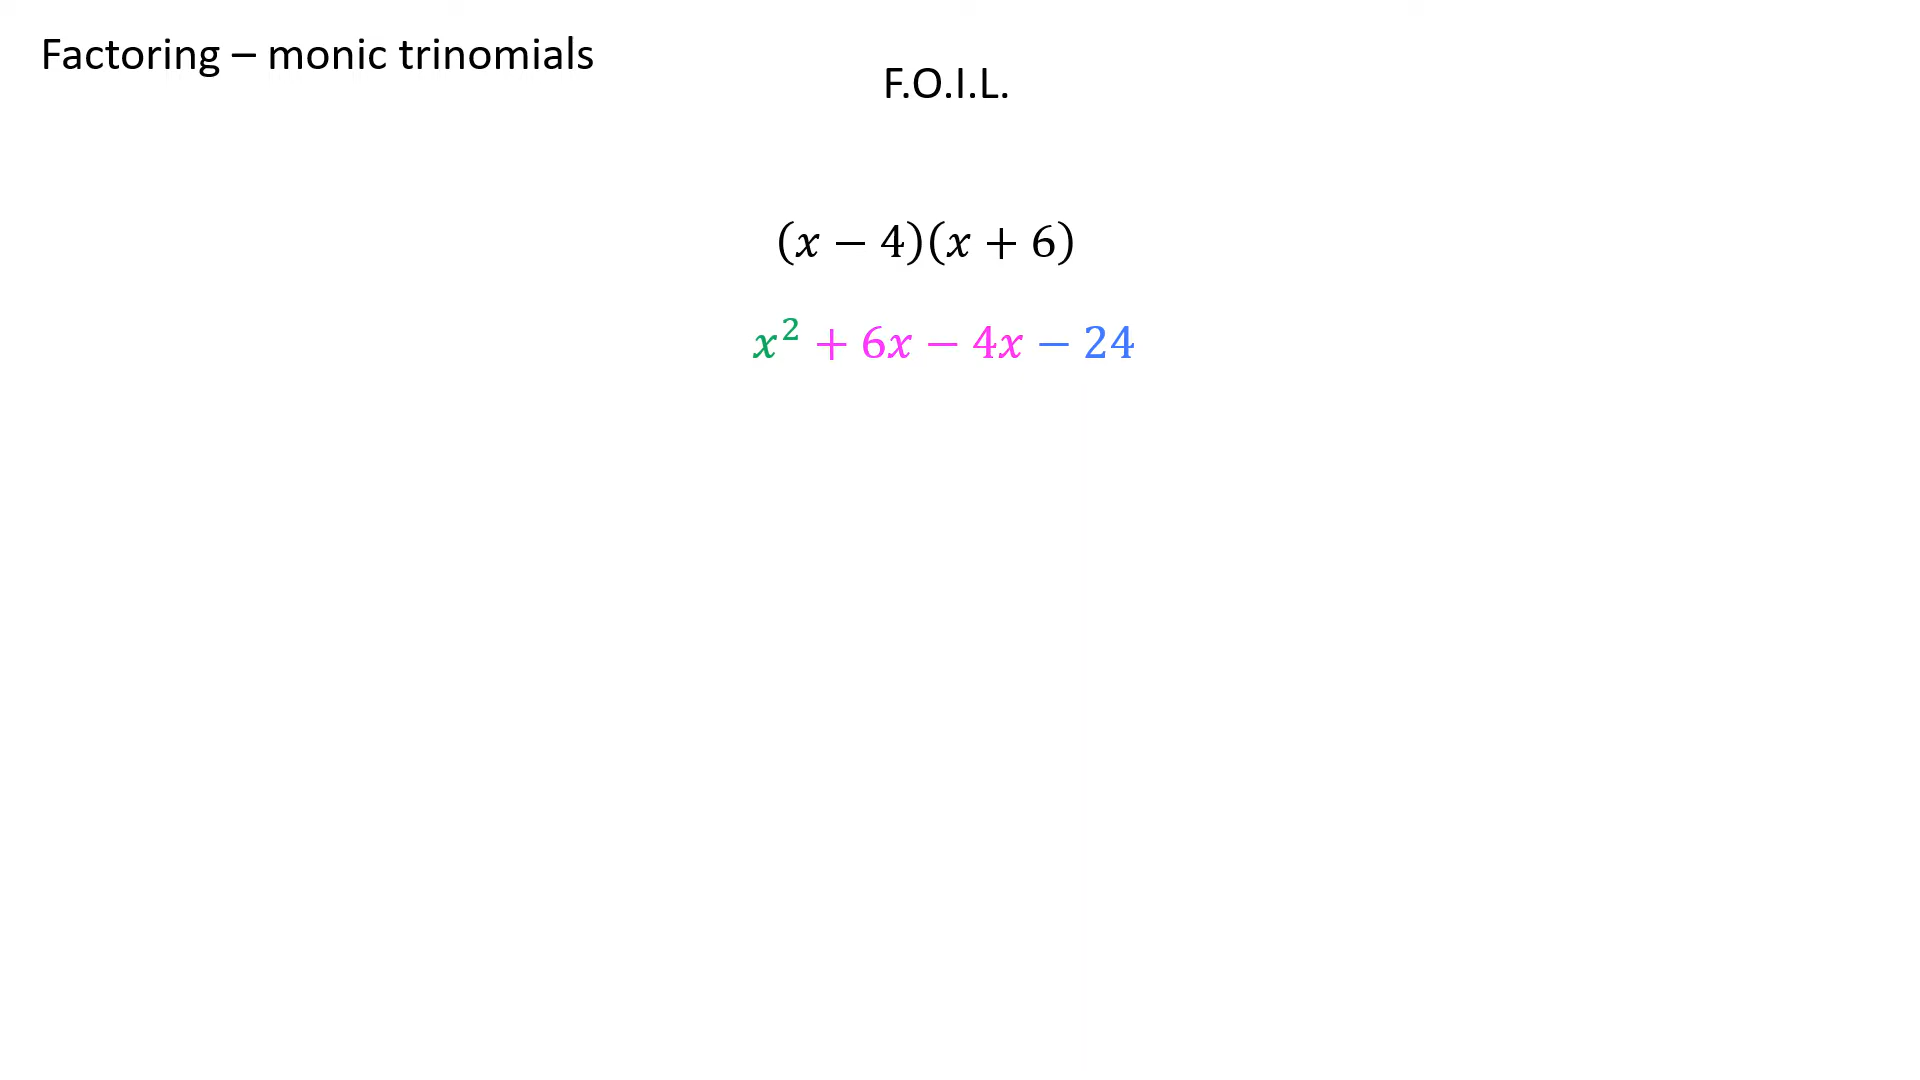 Factoring – monic trinomials
F.O.I.L.
(x − 4)(x + 6)
x² + 6x − 4x − 24